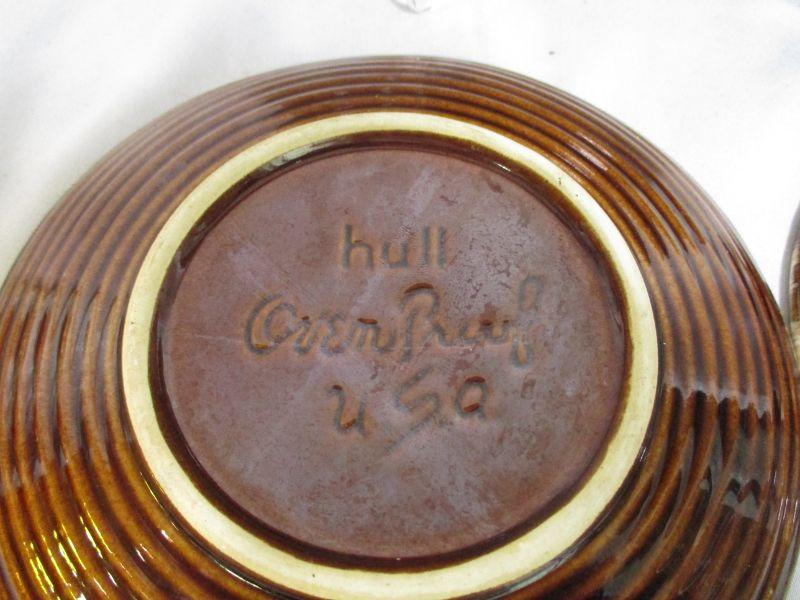 hull
Oven Proof
USA